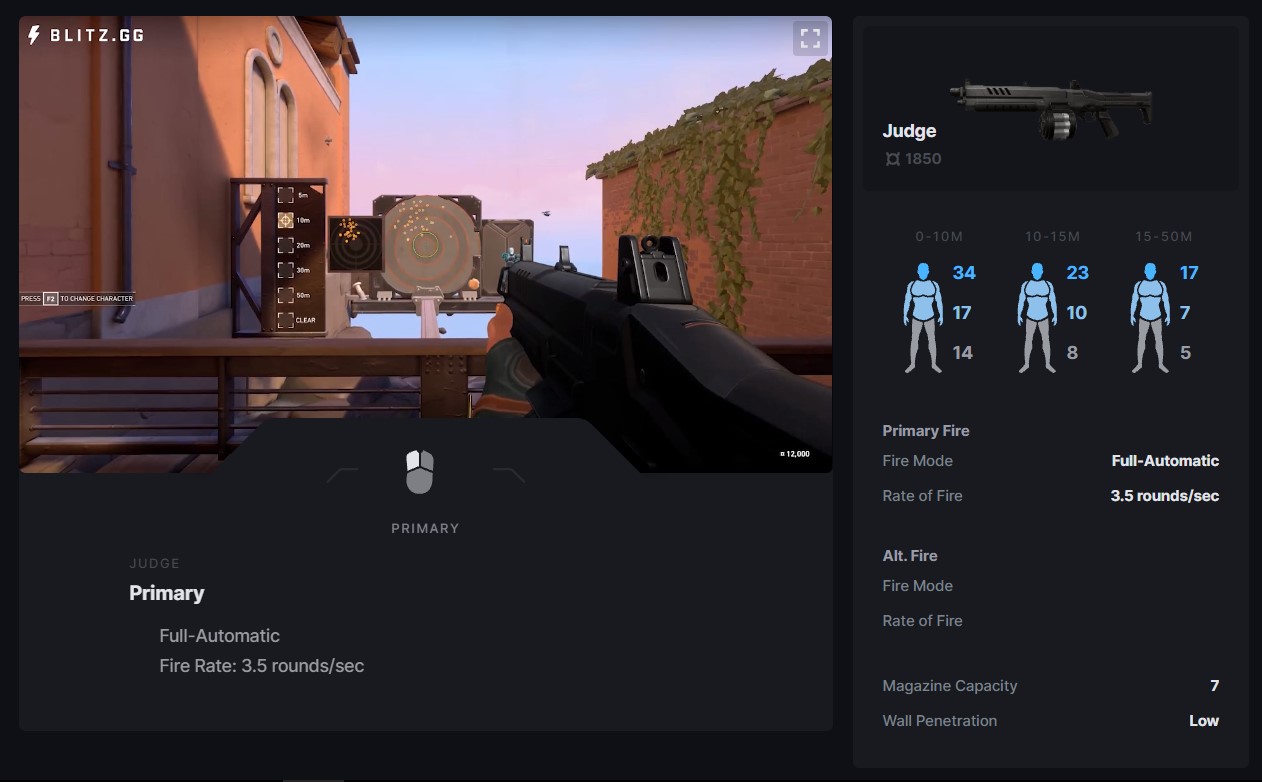 BLITZ.GG
5m
10m
20m
30m
50m
CLEAR
PRESS F2 TO CHANGE CHARACTER
¤ 12,000
PRIMARY
JUDGE
Primary
Full-Automatic
Fire Rate: 3.5 rounds/sec
Judge
¤ 1850
0-10M 10-15M 15-50M
34 23 17
17 10 7
14 8 5
Primary Fire
Fire Mode Full-Automatic
Rate of Fire 3.5 rounds/sec
Alt. Fire
Fire Mode
Rate of Fire
Magazine Capacity 7
Wall Penetration Low